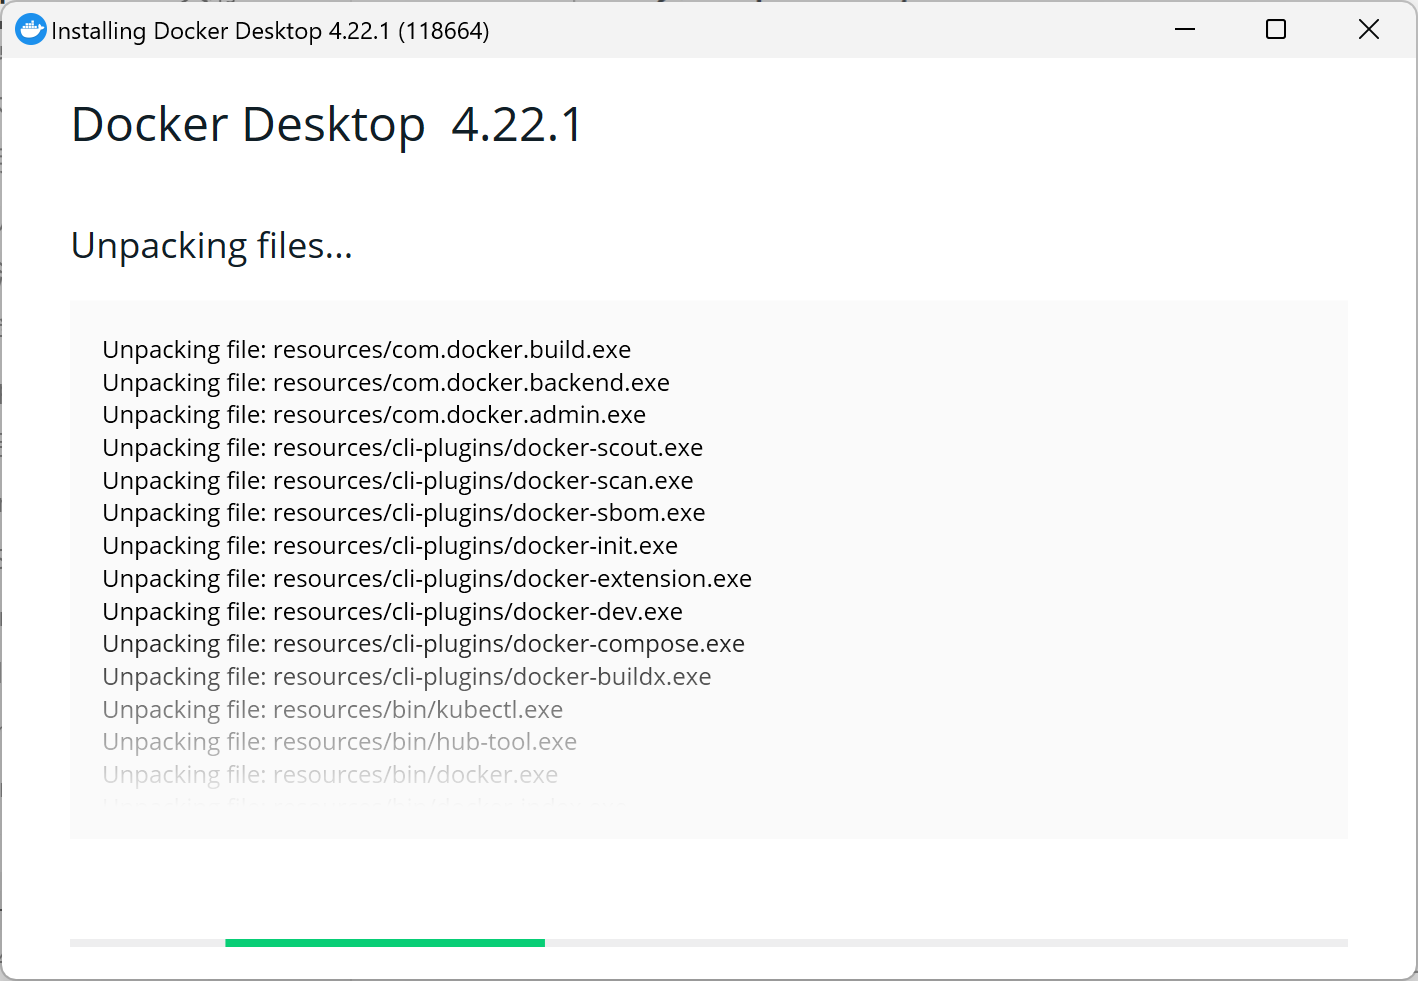 Installing Docker Desktop 4.22.1 (118664)
Docker Desktop 4.22.1
Unpacking files...
Unpacking file: resources/com.docker.build.exe
Unpacking file: resources/com.docker.backend.exe
Unpacking file: resources/com.docker.admin.exe
Unpacking file: resources/cli-plugins/docker-scout.exe
Unpacking file: resources/cli-plugins/docker-scan.exe
Unpacking file: resources/cli-plugins/docker-sbom.exe
Unpacking file: resources/cli-plugins/docker-init.exe
Unpacking file: resources/cli-plugins/docker-extension.exe
Unpacking file: resources/cli-plugins/docker-dev.exe
Unpacking file: resources/cli-plugins/docker-compose.exe
Unpacking file: resources/cli-plugins/docker-buildx.exe
Unpacking file: resources/bin/kubectl.exe
Unpacking file: resources/bin/hub-tool.exe
Unpacking file: resources/bin/docker.exe